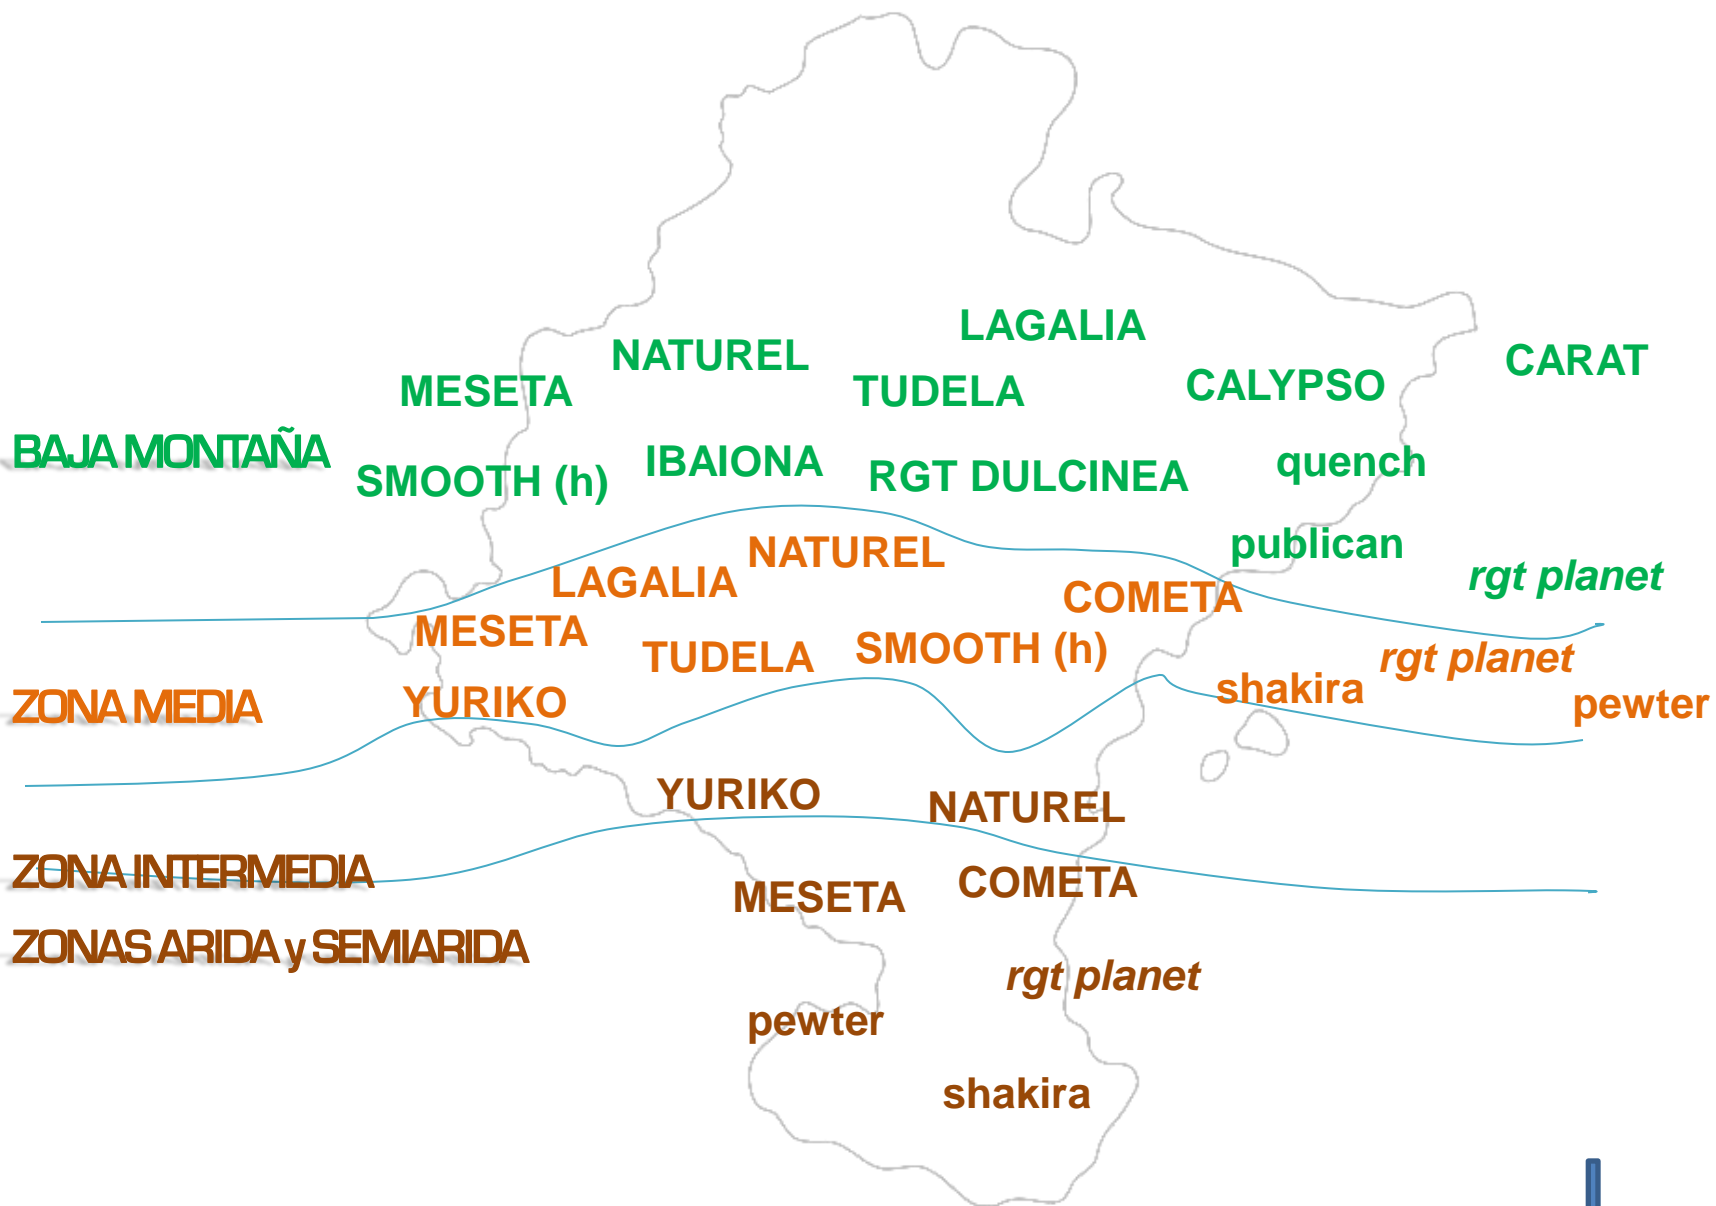 LAGALIA
NATUREL
CARAT
MESETA
TUDELA
CALYPSO
BAJA MONTAÑA
SMOOTH (h)
IBAIONA
RGT DULCINEA
quench
publican
rgt planet
NATUREL
LAGALIA
COMETA
MESETA
TUDELA
SMOOTH (h)
rgt planet
ZONA MEDIA
YURIKO
shakira
pewter
YURIKO
NATUREL
ZONA INTERMEDIA
MESETA
COMETA
ZONAS ARIDA y SEMIARIDA
rgt planet
pewter
shakira